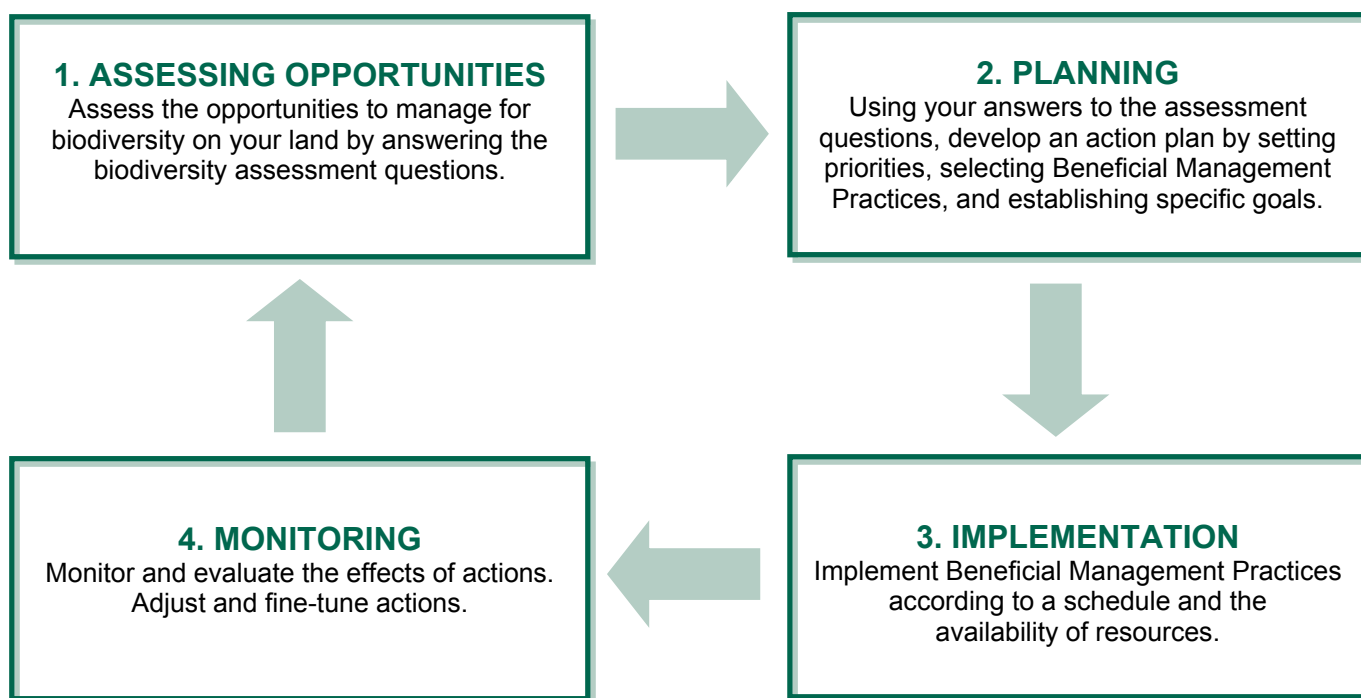 1. ASSESSING OPPORTUNITIES
Assess the opportunities to manage for
biodiversity on your land by answering the
biodiversity assessment questions.
2. PLANNING
Using your answers to the assessment
questions, develop an action plan by setting
priorities, selecting Beneficial Management
Practices, and establishing specific goals.
3. IMPLEMENTATION
Implement Beneficial Management Practices
according to a schedule and the
availability of resources.
4. MONITORING
Monitor and evaluate the effects of actions.
Adjust and fine-tune actions.